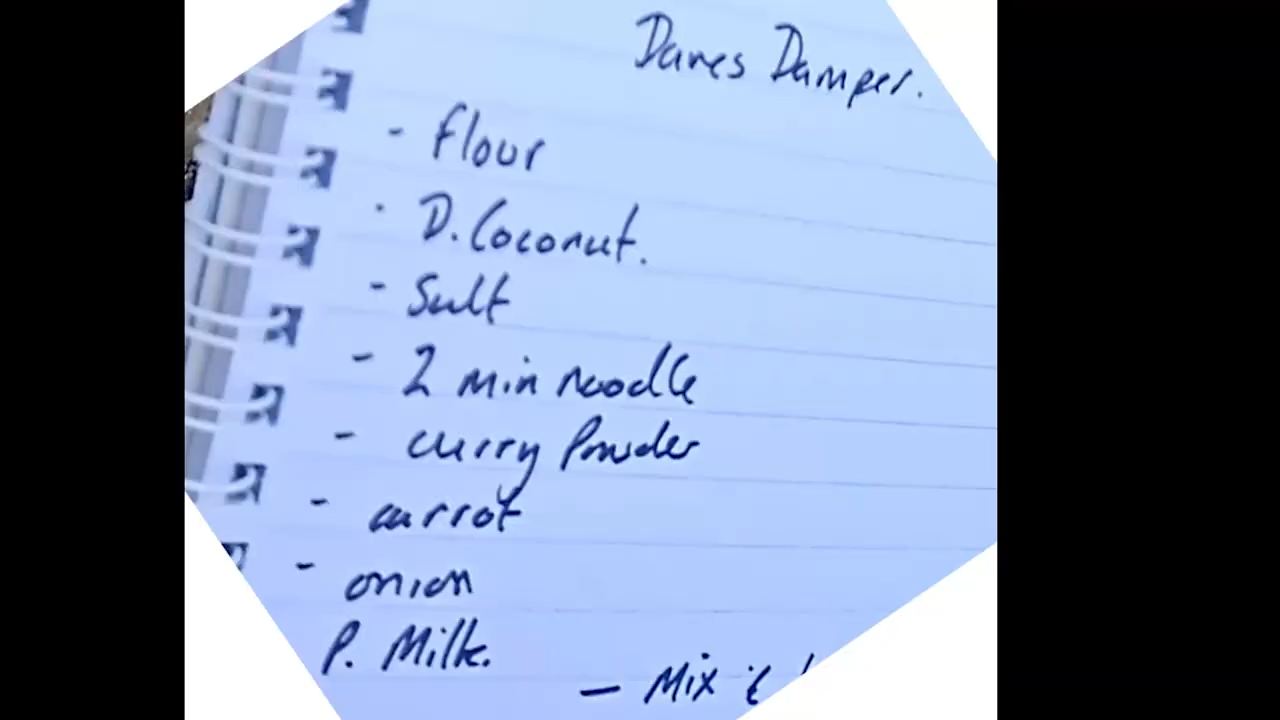 Daves Damper.
- Flour
- D. Coconut.
- Salt
- 2 min noodle
- curry Powder
- carrot
- onion
P. Milk.
- Mix